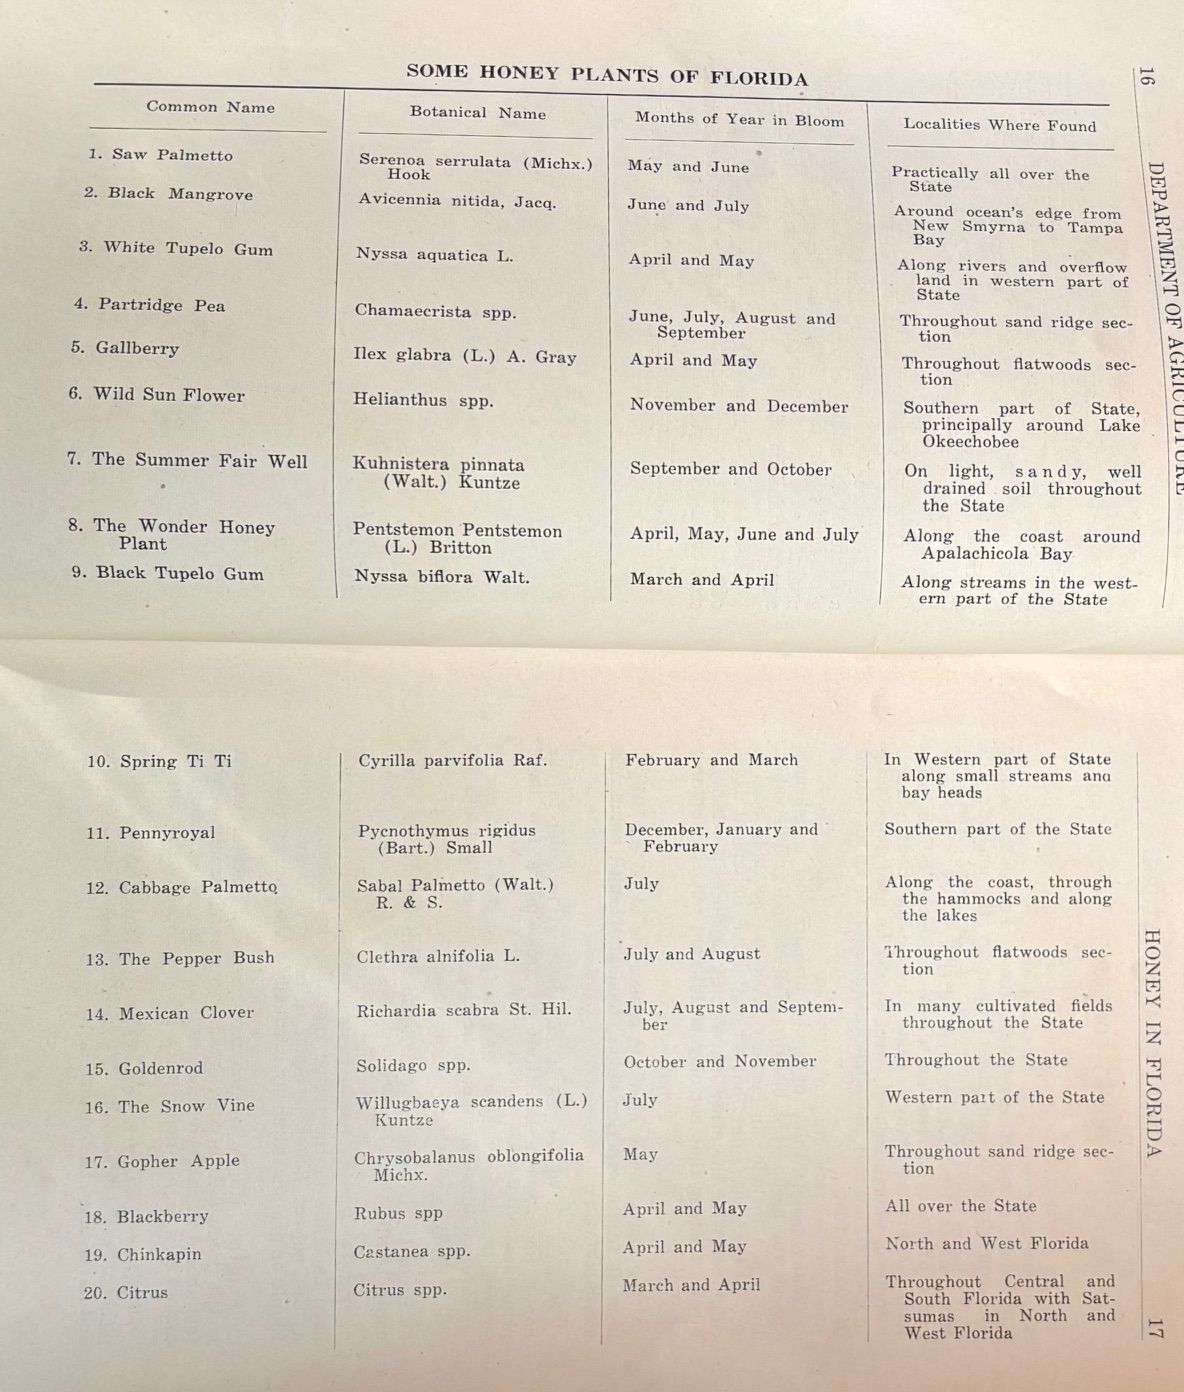 SOME HONEY PLANTS OF FLORIDA
Common Name
Botanical Name
Months of Year in Bloom
Localities Where Found
1. Saw Palmetto
Serenoa serrulata (Michx.)
Hook
May and June
Practically all over the
State
2. Black Mangrove
Avicennia nitida, Jacq.
June and July
Around ocean's edge from
New Smyrna to Tampa
Bay
3. White Tupelo Gum
Nyssa aquatica L.
April and May
Along rivers and overflow
land in western part of
State
4. Partridge Pea
Chamaecrista spp.
June, July, August and
September
Throughout sand ridge sec-
tion
5. Gallberry
Ilex glabra (L.) A. Gray
April and May
Throughout flatwoods sec-
tion
6. Wild Sun Flower
Helianthus spp.
November and December
Southern part of State,
principally around Lake
Okeechobee
7. The Summer Fair Well
Kuhnistera pinnata
(Walt.) Kuntze
September and October
On light, sandy, well
drained soil throughout
the State
8. The Wonder Honey
Plant
Pentstemon Pentstemon
(L.) Britton
April, May, June and July
Along the coast around
Apalachicola Bay
9. Black Tupelo Gum
Nyssa biflora Walt.
March and April
Along streams in the west-
ern part of the State
16
DEPARTMENT OF AGRICULTURE
10. Spring Ti Ti
Cyrilla parvifolia Raf.
February and March
In Western part of State
along small streams and
bay heads
11. Pennyroyal
Pycnothymus rigidus
(Bart.) Small
December, January and
February
Southern part of the State
12. Cabbage Palmetto
Sabal Palmetto (Walt.)
R. & S.
July
Along the coast, through
the hammocks and along
the lakes
13. The Pepper Bush
Clethra alnifolia L.
July and August
Throughout flatwoods sec-
tion
14. Mexican Clover
Richardia scabra St. Hil.
July, August and Septem-
ber
In many cultivated fields
throughout the State
15. Goldenrod
Solidago spp.
October and November
Throughout the State
16. The Snow Vine
Willugbaeya scandens (L.)
Kuntze
July
Western part of the State
17. Gopher Apple
Chrysobalanus oblongifolia
Michx.
May
Throughout sand ridge sec-
tion
18. Blackberry
Rubus spp
April and May
All over the State
19. Chinkapin
Castanea spp.
April and May
North and West Florida
20. Citrus
Citrus spp.
March and April
Throughout Central and
South Florida with Sat-
sumas in North and
West Florida
HONEY IN FLORIDA
17